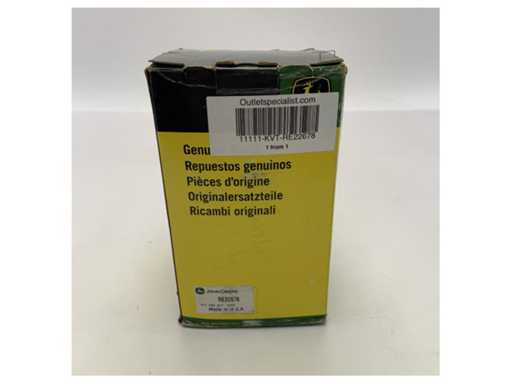 Outletspecialist.com
11111-KVT-RE22678
1 from 1
Genu
Repuestos genuinos
Pièces d'origine
Originalersatzteile
Ricambi originali
John Deere
Made in U.S.A.